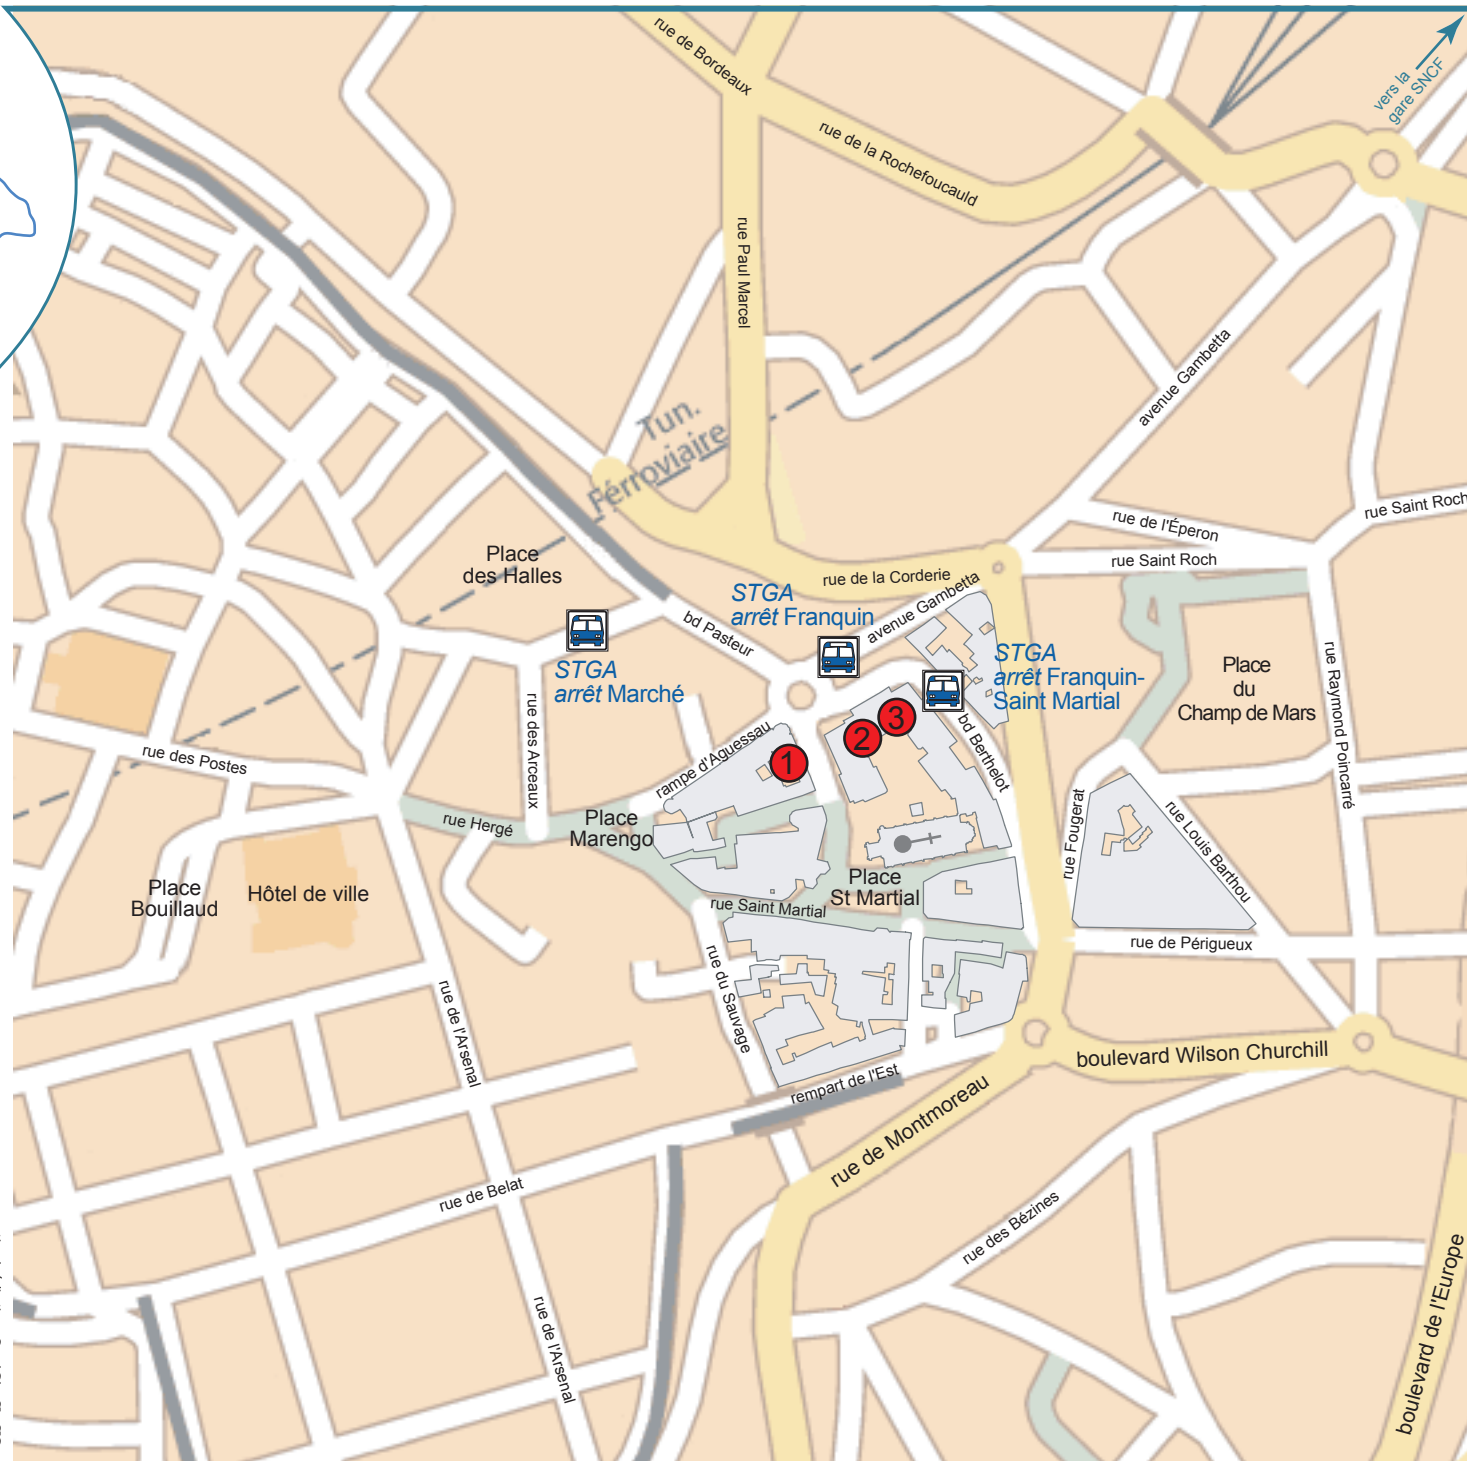 rue de Bordeaux
vers la
gare SNCF
rue de la Rochefoucauld
rue Paul Marcel
avenue Gambetta
Tun.
Férroviaire
rue Saint Roch
rue de l'Éperon
rue Saint Roch
Place
des Halles
rue de la Corderie
STGA
arrêt Franquin
avenue Gambetta
bd Pasteur
STGA
arrêt Marché
STGA
arrêt Franquin-
Saint Martial
Place
du
Champ de Mars
rue Raymond Poincarré
rue des Arceaux
rue des Postes
rampe d'Aguessau
1
2
3
bd Berthelot
rue Hergé
Place
Marengo
rue Fougerat
rue Louis Barthou
Place
Bouillaud
Hôtel de ville
Place
St Martial
rue Saint Martial
rue de Périgueux
rue du Sauvage
rue de l'Arsenal
rempart de l'Est
boulevard Wilson Churchill
rue de Montmoreau
rue de Belat
rue des Bézines
rue de l'Arsenal
boulevard de l'Europe